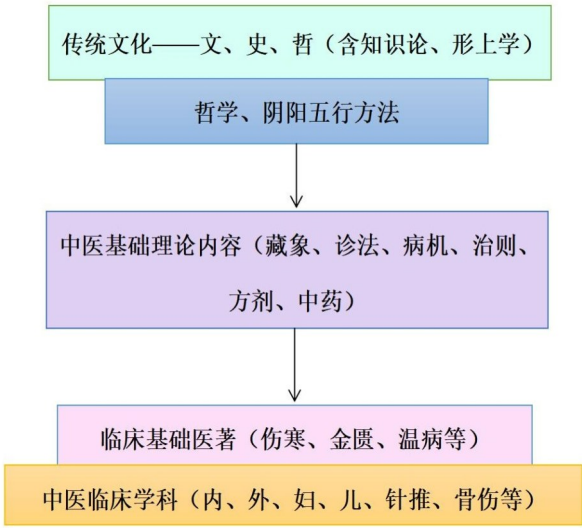 传统文化——文、史、哲（含知识论、形上学）
哲学、阴阳五行方法
中医基础理论内容（藏象、诊法、病机、治则、
方剂、中药）
临床基础医著（伤寒、金匮、温病等）
中医临床学科（内、外、妇、儿、针推、骨伤等）